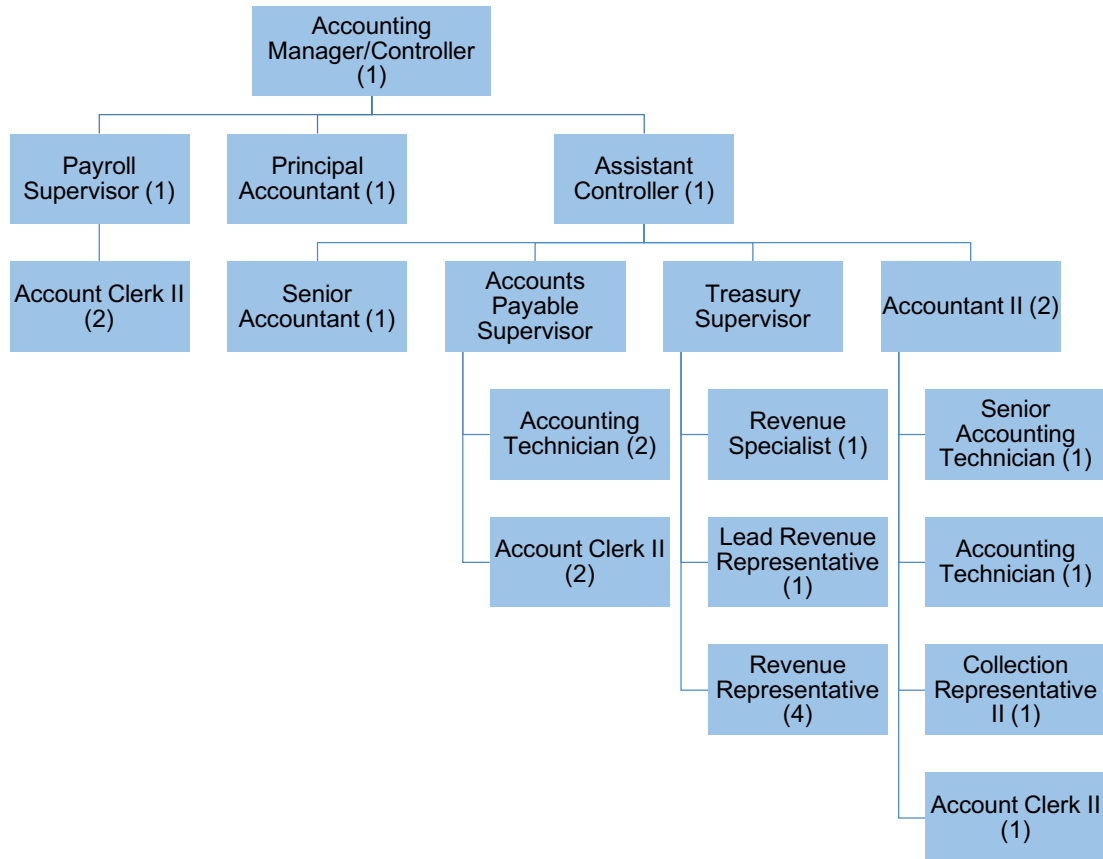 Accounting
Manager/Controller
(1)
Payroll
Supervisor (1)
Principal
Accountant (1)
Assistant
Controller (1)
Account Clerk II
(2)
Senior
Accountant (1)
Accounts
Payable
Supervisor
Treasury
Supervisor
Accountant II (2)
Accounting
Technician (2)
Revenue
Specialist (1)
Senior
Accounting
Technician (1)
Account Clerk II
(2)
Lead Revenue
Representative
(1)
Accounting
Technician (1)
Revenue
Representative
(4)
Collection
Representative
II (1)
Account Clerk II
(1)